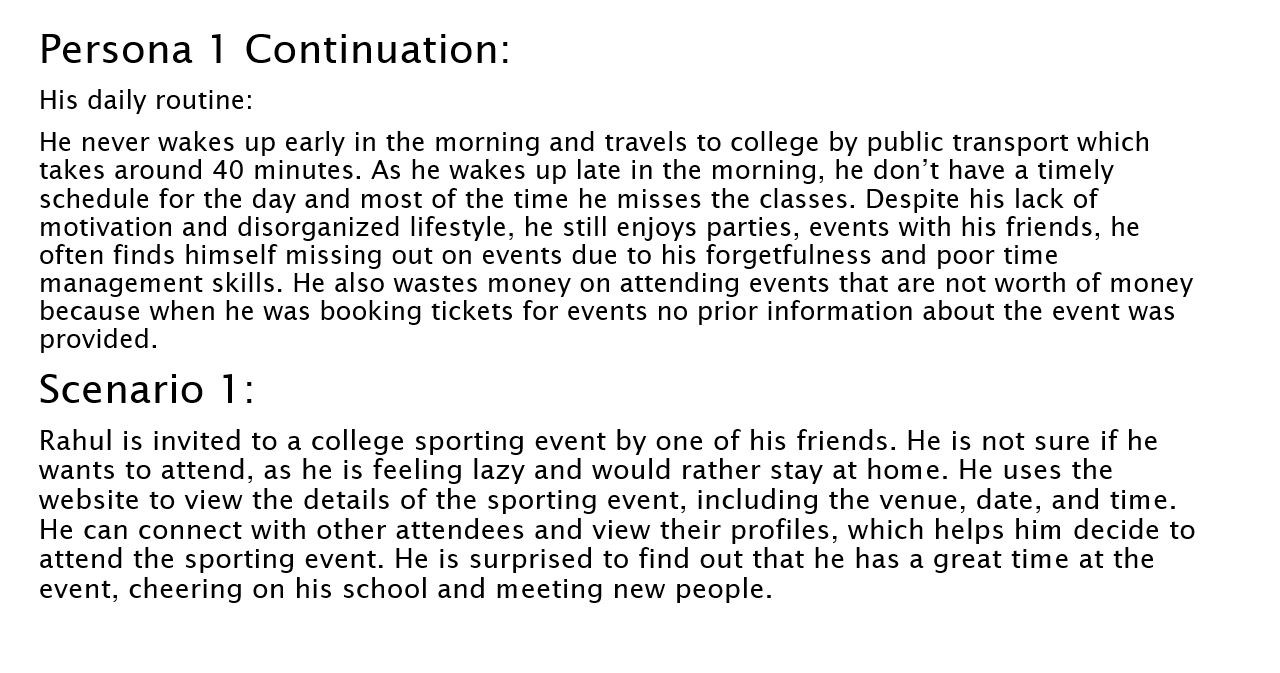 Persona 1 Continuation:
His daily routine:
He never wakes up early in the morning and travels to college by public transport which
takes around 40 minutes. As he wakes up late in the morning, he don’t have a timely
schedule for the day and most of the time he misses the classes. Despite his lack of
motivation and disorganized lifestyle, he still enjoys parties, events with his friends, he
often finds himself missing out on events due to his forgetfulness and poor time
management skills. He also wastes money on attending events that are not worth of money
because when he was booking tickets for events no prior information about the event was
provided.
Scenario 1:
Rahul is invited to a college sporting event by one of his friends. He is not sure if he
wants to attend, as he is feeling lazy and would rather stay at home. He uses the
website to view the details of the sporting event, including the venue, date, and time.
He can connect with other attendees and view their profiles, which helps him decide to
attend the sporting event. He is surprised to find out that he has a great time at the
event, cheering on his school and meeting new people.